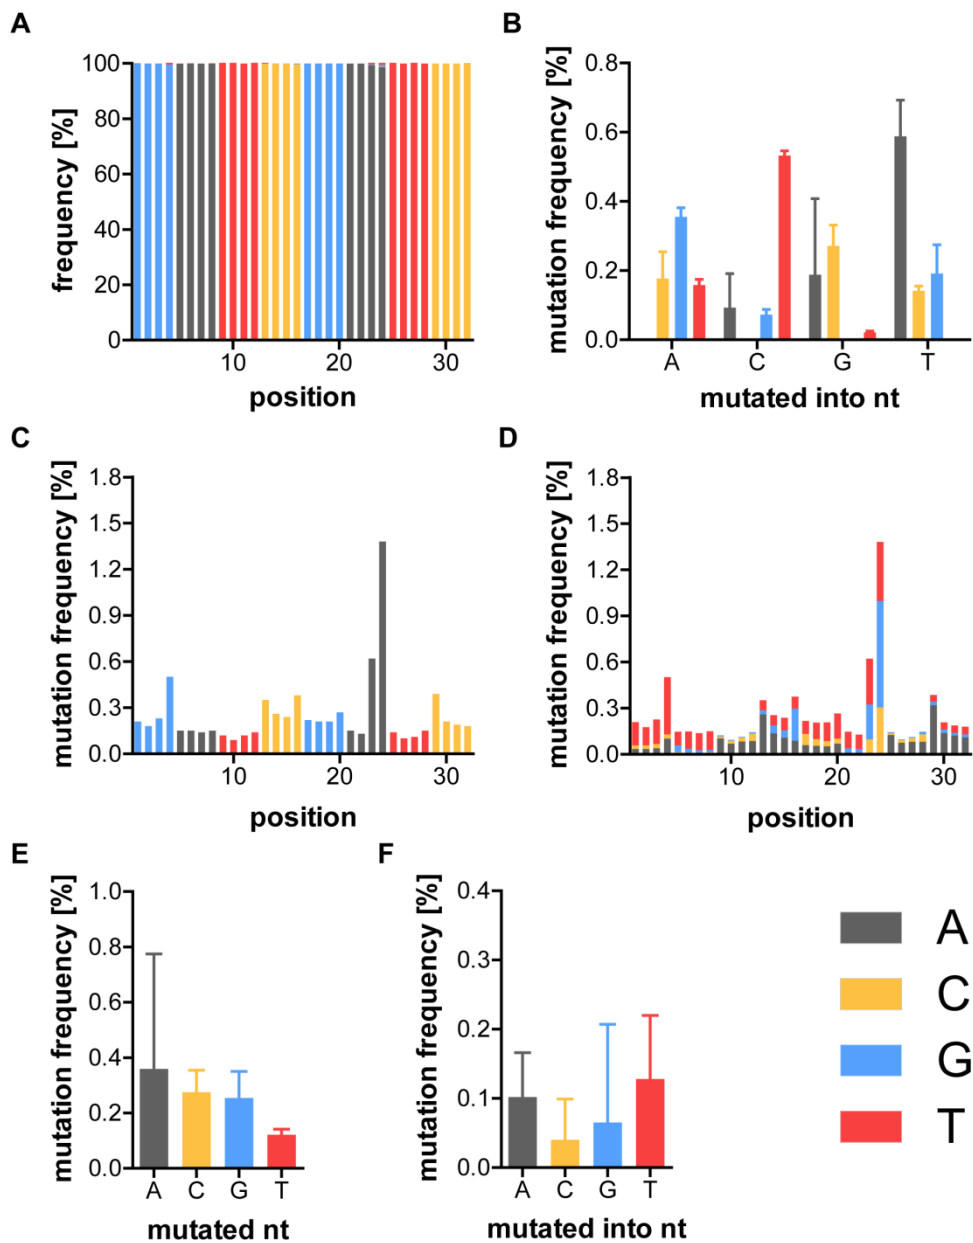 A
frequency [%]
100
80
60
40
20
0
10 20 30
position
B
mutation frequency [%]
0.8
0.6
0.4
0.2
0.0
A C G T
mutated into nt
C
mutation frequency [%]
1.8
1.5
1.2
0.9
0.6
0.3
0.0
10 20 30
position
D
mutation frequency [%]
1.8
1.5
1.2
0.9
0.6
0.3
0.0
10 20 30
position
E
mutation frequency [%]
1.0
0.8
0.6
0.4
0.2
0.0
A C G T
mutated nt
F
mutation frequency [%]
0.4
0.3
0.2
0.1
0.0
A C G T
mutated into nt
A
C
G
T